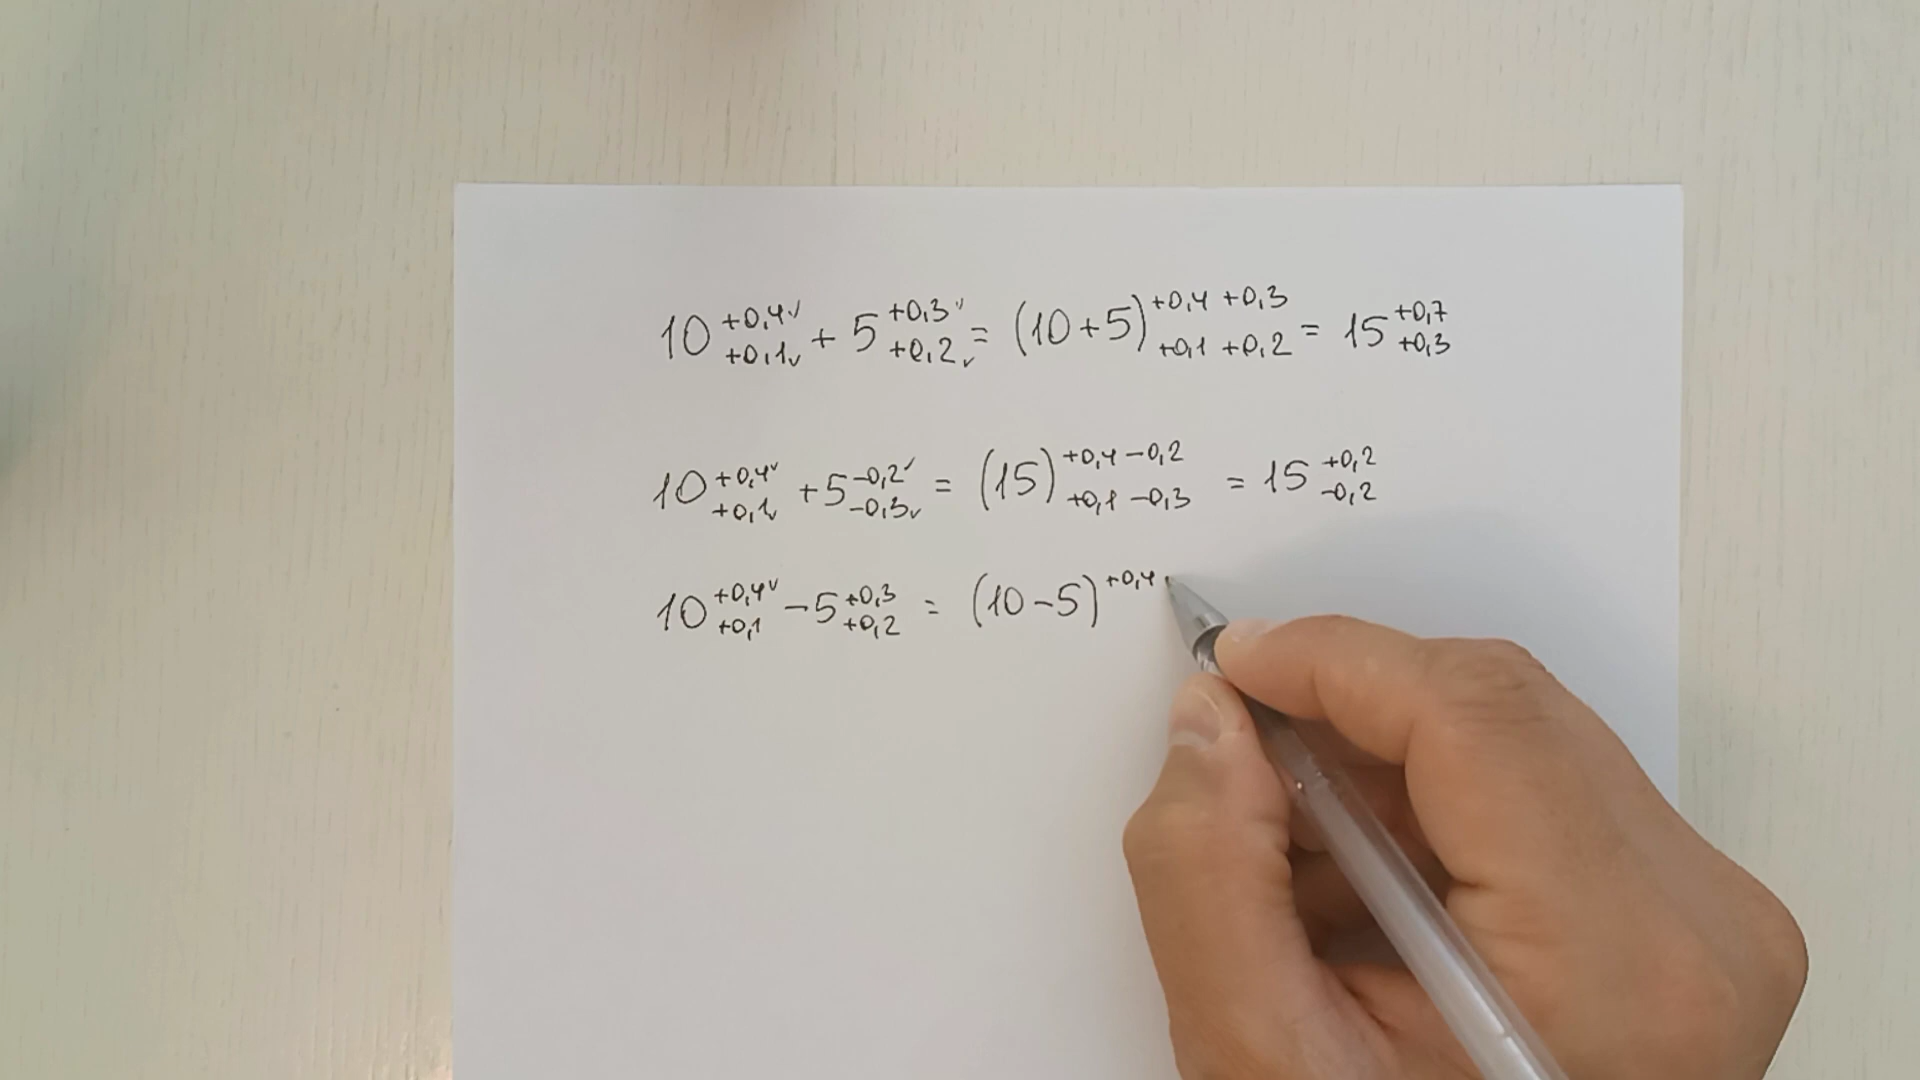 10 +0,4✓ +0,1✓ + 5 +0,3✓ +0,2✓ = (10+5) +0,4 +0,3 +0,1 +0,2 = 15 +0,7 +0,3
10 +0,4✓ +0,1✓ +5 -0,2✓ -0,3✓ = (15) +0,4 -0,2 +0,1 -0,3 = 15 +0,2 -0,2
10 +0,4✓ +0,1 -5 +0,3 +0,2 = (10-5) +0,4